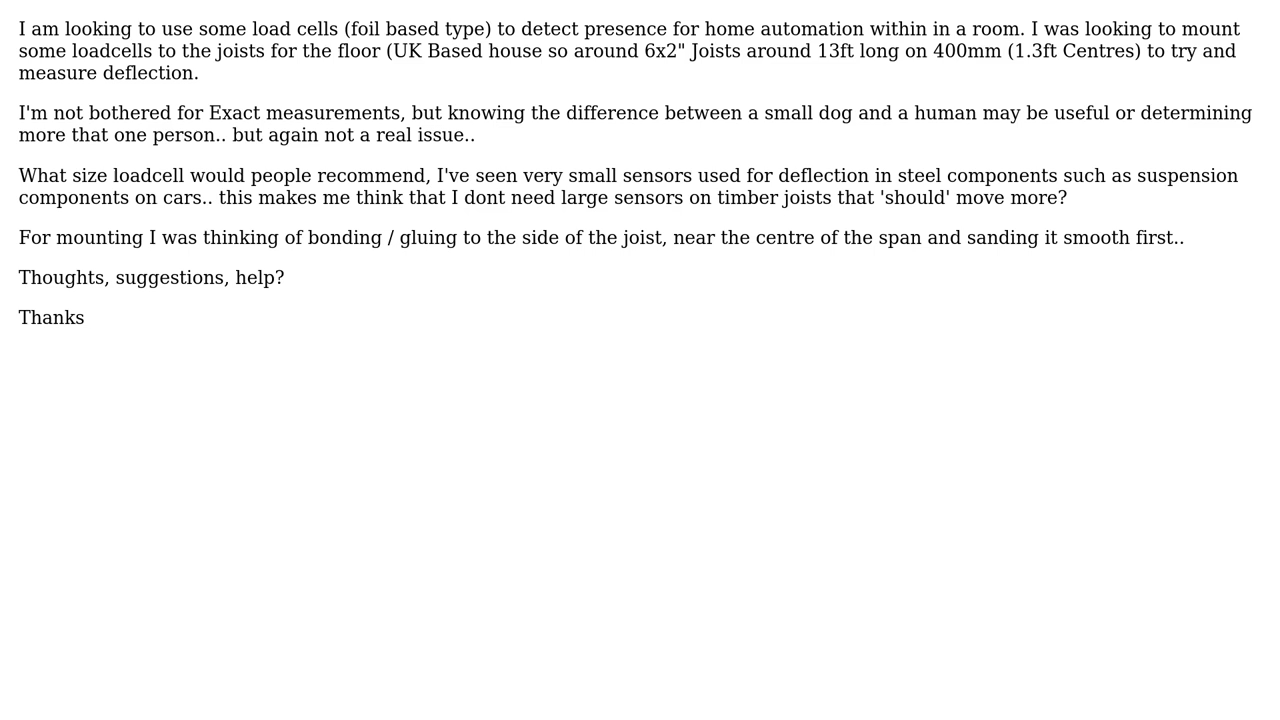 I am looking to use some load cells (foil based type) to detect presence for home automation within in a room. I was looking to mount
some loadcells to the joists for the floor (UK Based house so around 6x2" Joists around 13ft long on 400mm (1.3ft Centres) to try and
measure deflection.
I'm not bothered for Exact measurements, but knowing the difference between a small dog and a human may be useful or determining
more that one person.. but again not a real issue..
What size loadcell would people recommend, I've seen very small sensors used for deflection in steel components such as suspension
components on cars.. this makes me think that I dont need large sensors on timber joists that 'should' move more?
For mounting I was thinking of bonding / gluing to the side of the joist, near the centre of the span and sanding it smooth first..
Thoughts, suggestions, help?
Thanks